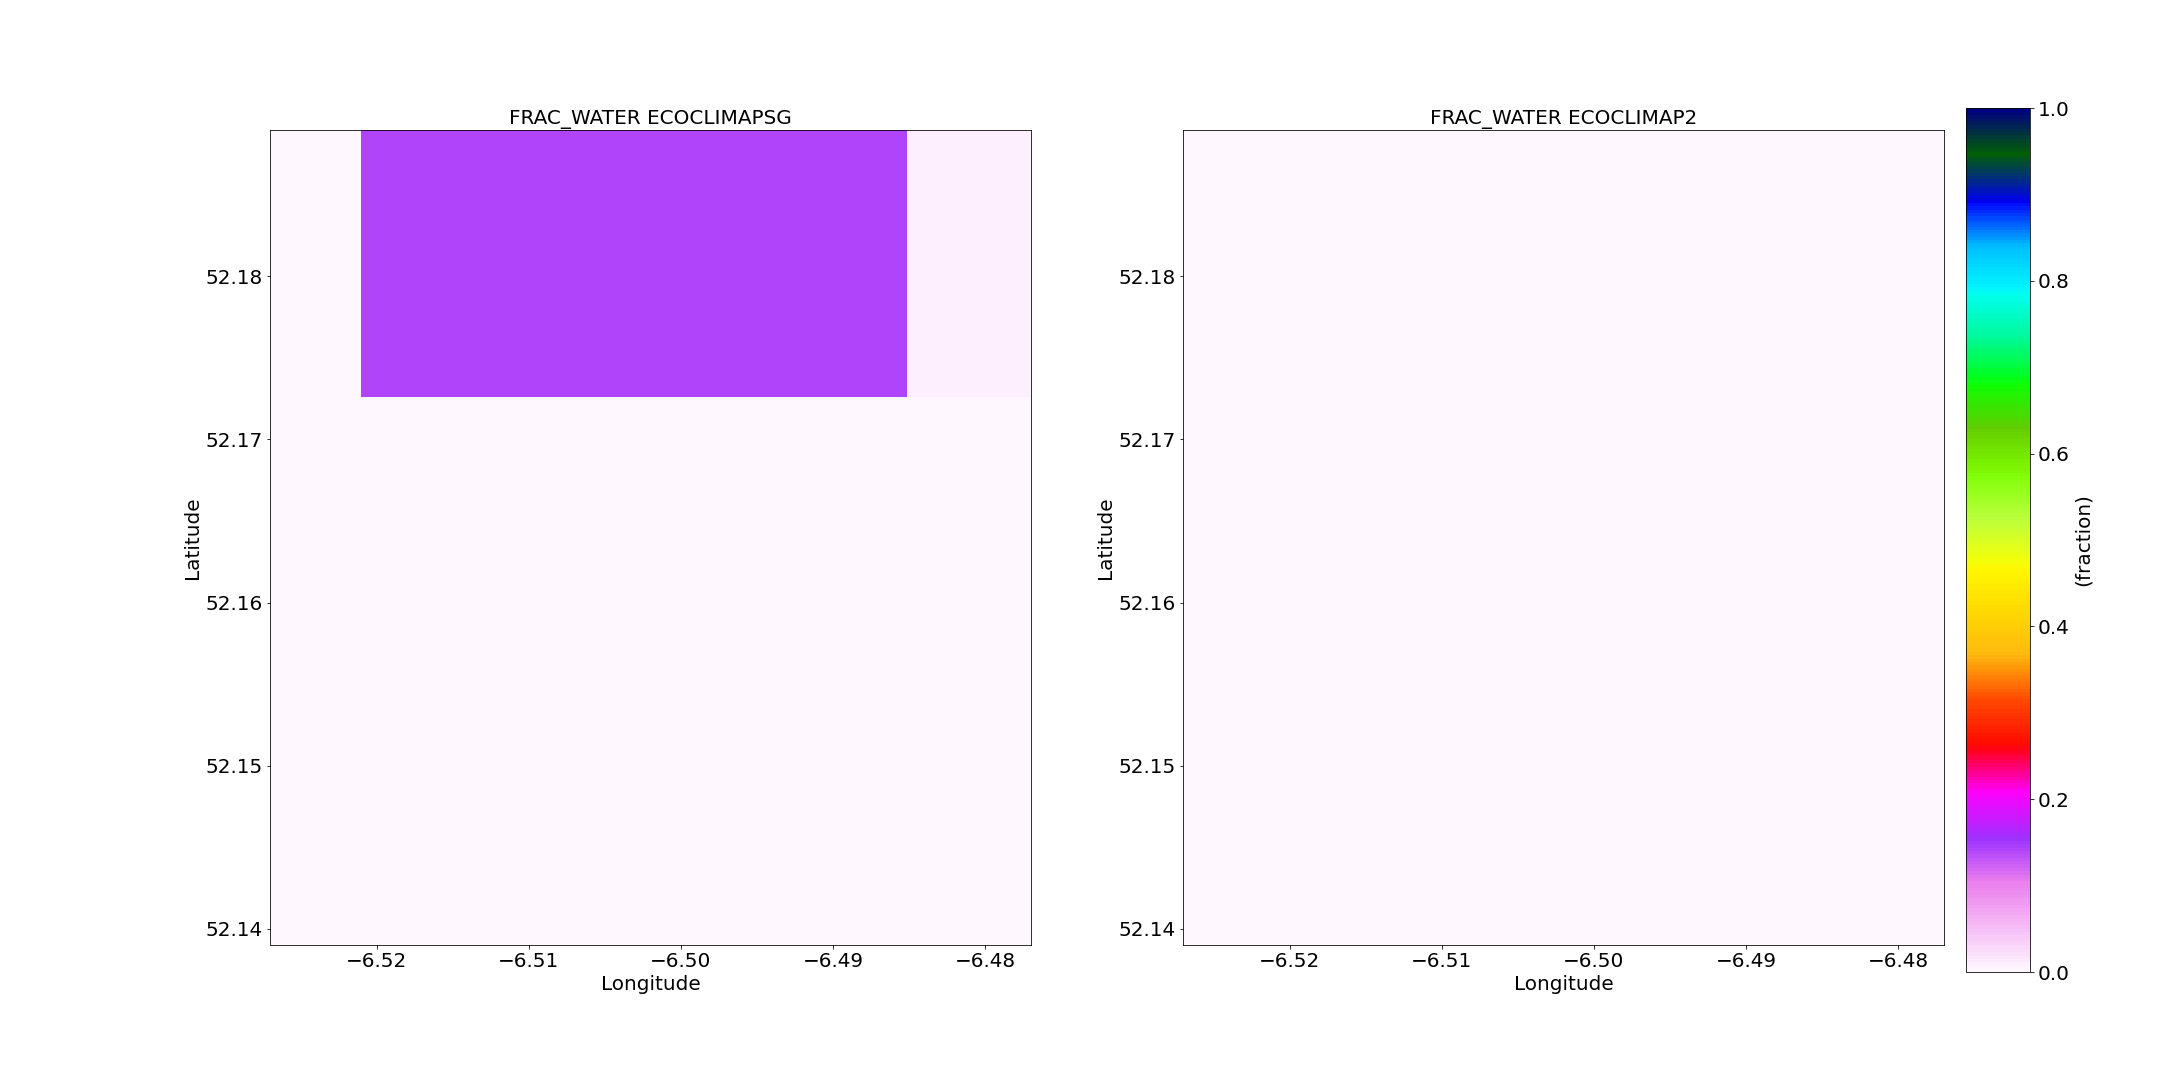 FRAC_WATER ECOCLIMAPSG
52.18
52.17
52.16
52.15
52.14
Latitude
−6.52 −6.51 −6.50 −6.49 −6.48
Longitude
FRAC_WATER ECOCLIMAP2
52.18
52.17
52.16
52.15
52.14
Latitude
−6.52 −6.51 −6.50 −6.49 −6.48
Longitude
1.0
0.8
0.6
0.4
0.2
0.0
(fraction)